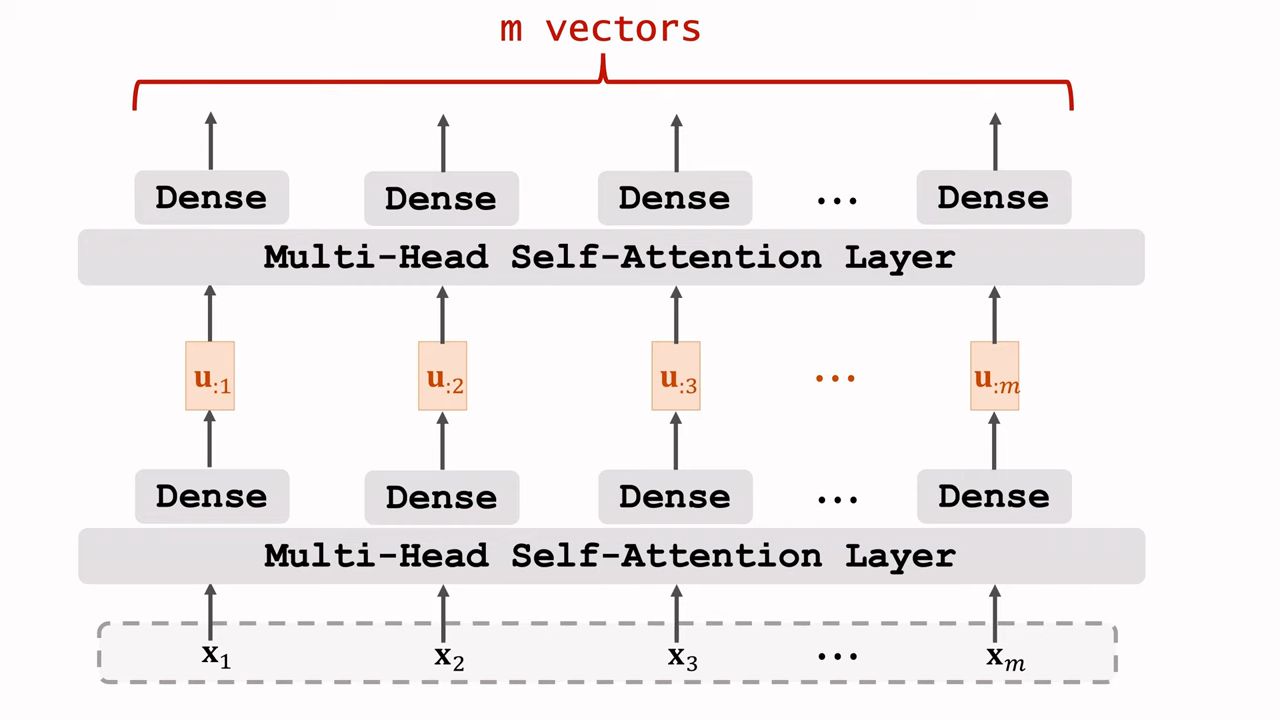 m vectors
Dense Dense Dense ... Dense
Multi-Head Self-Attention Layer
u:1 u:2 u:3 ... u:m
Dense Dense Dense ... Dense
Multi-Head Self-Attention Layer
x1 x2 x3 ... xm